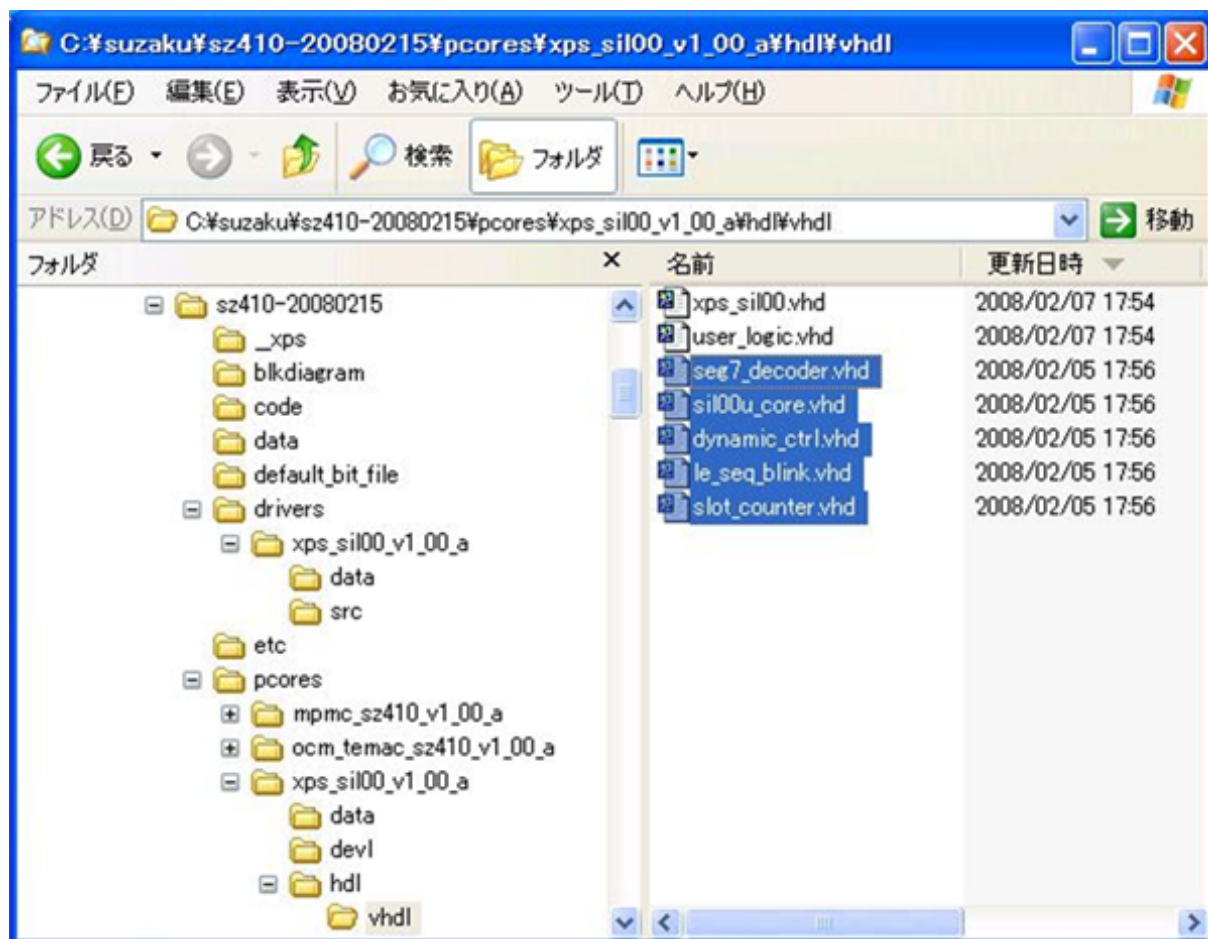 C:¥suzaku¥sz410-20080215¥pcores¥xps_sil00_v1_00_a¥hdl¥vhdl
ファイル(F) 編集(E) 表示(V) お気に入り(A) ツール(T) ヘルプ(H)
戻る 検索 フォルダ
アドレス(D) C:¥suzaku¥sz410-20080215¥pcores¥xps_sil00_v1_00_a¥hdl¥vhdl 移動
フォルダ
sz410-20080215
_xps
blkdiagram
code
data
default_bit_file
drivers
xps_sil00_v1_00_a
data
src
etc
pcores
mpmc_sz410_v1_00_a
ocm_temac_sz410_v1_00_a
xps_sil00_v1_00_a
data
devl
hdl
vhdl
名前 更新日時
xps_sil00.vhd 2008/02/07 17:54
user_logic.vhd 2008/02/07 17:54
seg7_decoder.vhd 2008/02/05 17:56
sil00u_core.vhd 2008/02/05 17:56
dynamic_ctrl.vhd 2008/02/05 17:56
le_seq_blink.vhd 2008/02/05 17:56
slot_counter.vhd 2008/02/05 17:56